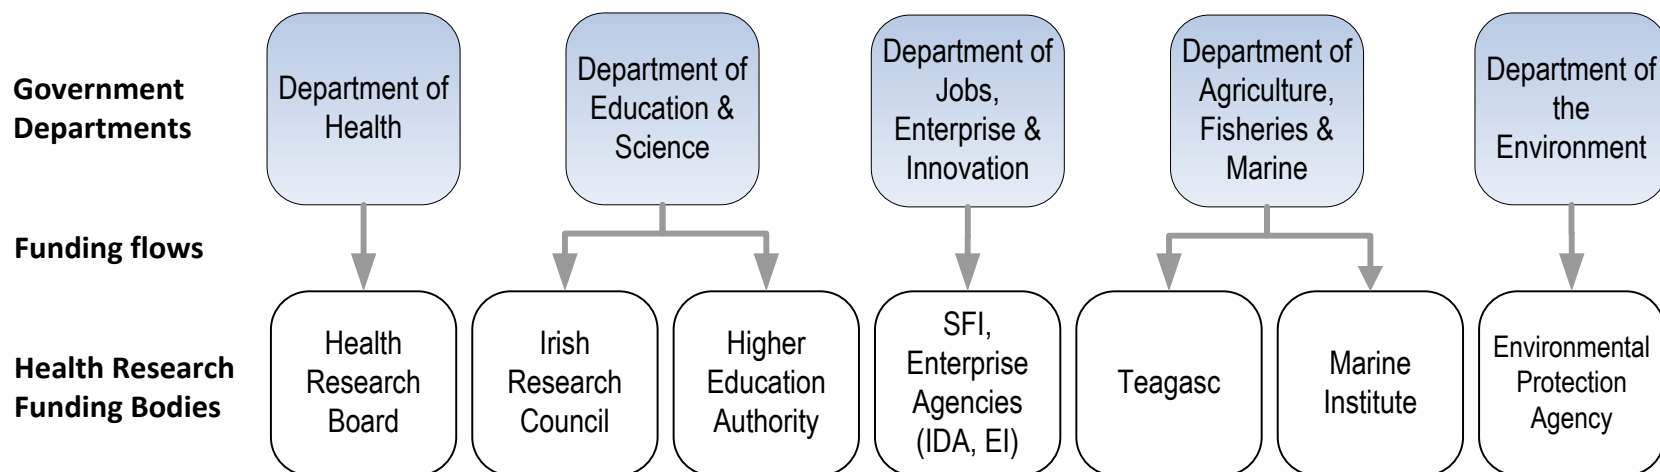 Government
Departments
Department of
Health
Department of
Education &
Science
Department of
Jobs,
Enterprise &
Innovation
Department of
Agriculture,
Fisheries &
Marine
Department of
the
Environment
Funding flows
Health Research
Funding Bodies
Health
Research
Board
Irish
Research
Council
Higher
Education
Authority
SFI,
Enterprise
Agencies
(IDA, EI)
Teagasc
Marine
Institute
Environmental
Protection
Agency